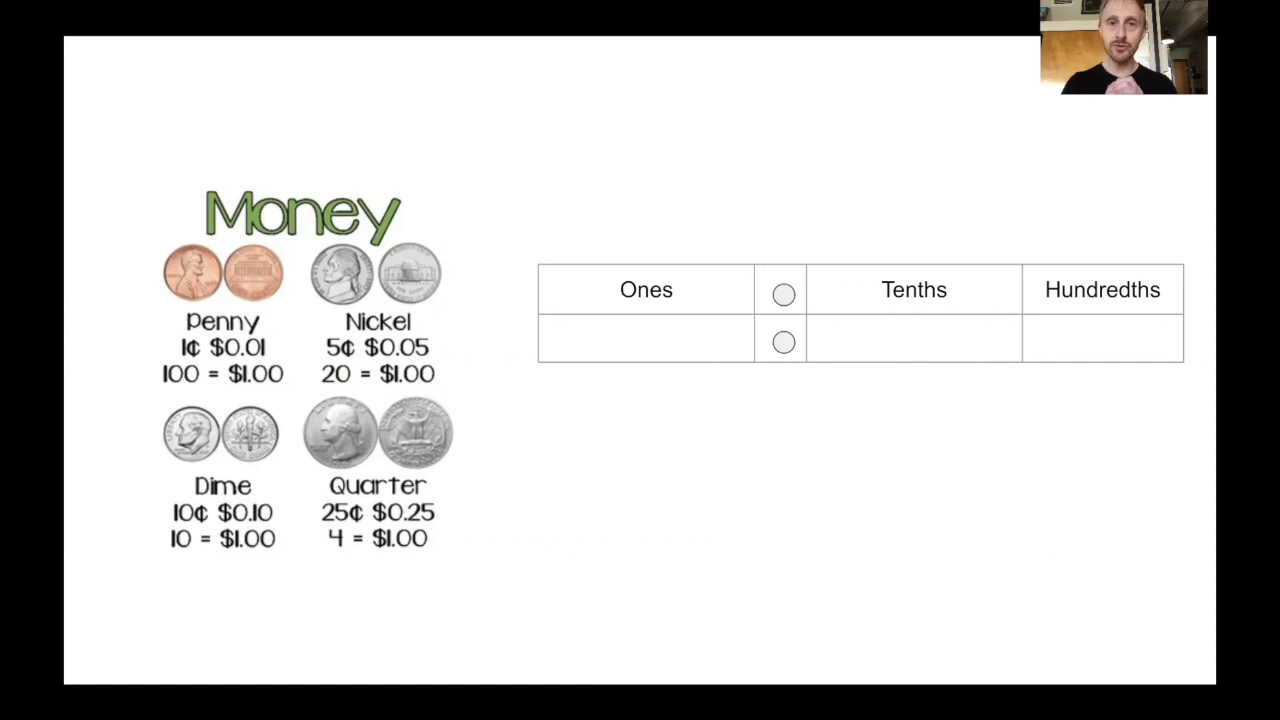 Money
Penny
1¢ $0.01
100 = $1.00
Nickel
5¢ $0.05
20 = $1.00
Dime
10¢ $0.10
10 = $1.00
Quarter
25¢ $0.25
4 = $1.00
Ones
Tenths
Hundredths